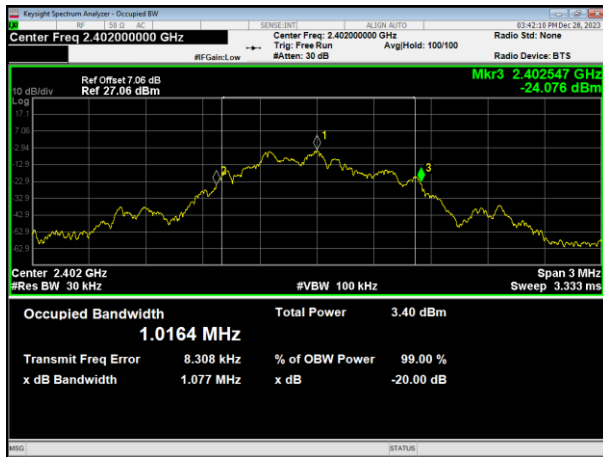 Keysight Spectrum Analyzer - Occupied BW
RF 50 Ω AC SENSE:INT ALIGN AUTO 03:42:10 PM Dec 28, 2023
Center Freq 2.402000000 GHz Center Freq: 2.402000000 GHz Radio Std: None
Trig: Free Run Avg|Hold: 100/100
#IFGain:Low #Atten: 30 dB Radio Device: BTS
Ref Offset 7.06 dB Mkr3 2.402547 GHz
10 dB/div Ref 27.06 dBm -24.076 dBm
Log
17.1
7.06
-2.94
-12.9
-22.9
-32.9
-42.9
-52.9
-62.9
1
2
3
Center 2.402 GHz Span 3 MHz
#Res BW 30 kHz #VBW 100 kHz Sweep 3.333 ms
Occupied Bandwidth Total Power 3.40 dBm
1.0164 MHz
Transmit Freq Error 8.308 kHz % of OBW Power 99.00 %
x dB Bandwidth 1.077 MHz x dB -20.00 dB
MSG STATUS